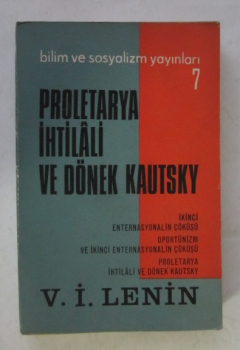 bilim ve sosyalizm yayınları
7
PROLETARYA
İHTİLÂLİ
VE DÖNEK KAUTSKY
İKİNCİ
ENTERNASYONALİN ÇÖKÜŞÜ
OPORTÜNİZM
VE İKİNCİ ENTERNASYONALİN ÇÖKÜŞÜ
PROLETARYA
İHTİLÂLİ VE DÖNEK KAUTSKY
V. İ. LENİN